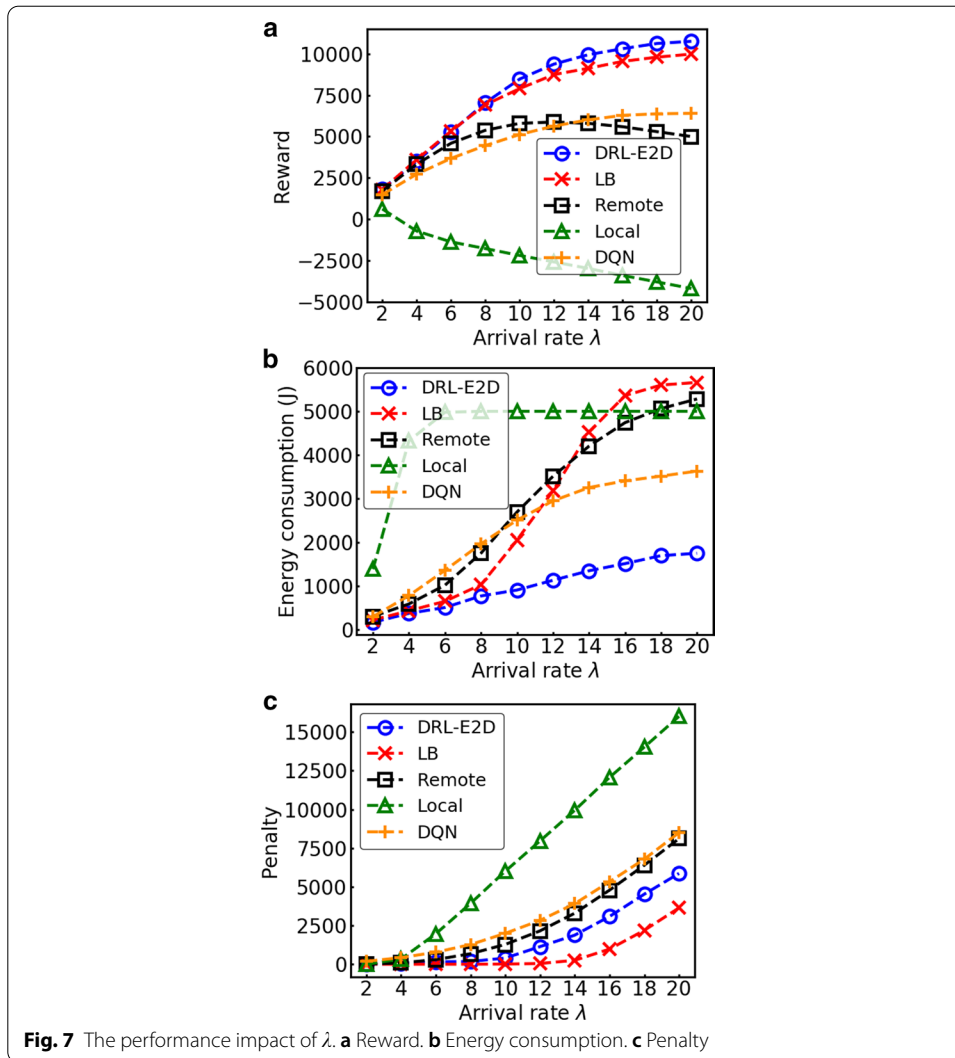 a
10000
7500
5000
2500
0
−2500
−5000
Reward
DRL-E2D
LB
Remote
Local
DQN
2 4 6 8 10 12 14 16 18 20
Arrival rate λ
b
6000
5000
4000
3000
2000
1000
0
Energy consumption (J)
DRL-E2D
LB
Remote
Local
DQN
2 4 6 8 10 12 14 16 18 20
Arrival rate λ
c
15000
12500
10000
7500
5000
2500
0
Penalty
DRL-E2D
LB
Remote
Local
DQN
2 4 6 8 10 12 14 16 18 20
Arrival rate λ
Fig. 7 The performance impact of λ. a Reward. b Energy consumption. c Penalty